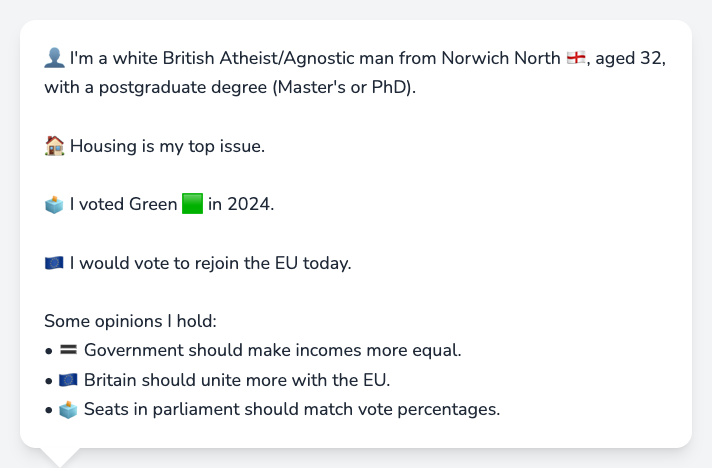 👤 I'm a white British Atheist/Agnostic man from Norwich North 🏴󠁧󠁢󠁥󠁮󠁧󠁿, aged 32,
with a postgraduate degree (Master's or PhD).
🏠 Housing is my top issue.
🗳️ I voted Green 🟩 in 2024.
🇪🇺 I would vote to rejoin the EU today.
Some opinions I hold:
• 🟰 Government should make incomes more equal.
• 🇪🇺 Britain should unite more with the EU.
• 🗳️ Seats in parliament should match vote percentages.